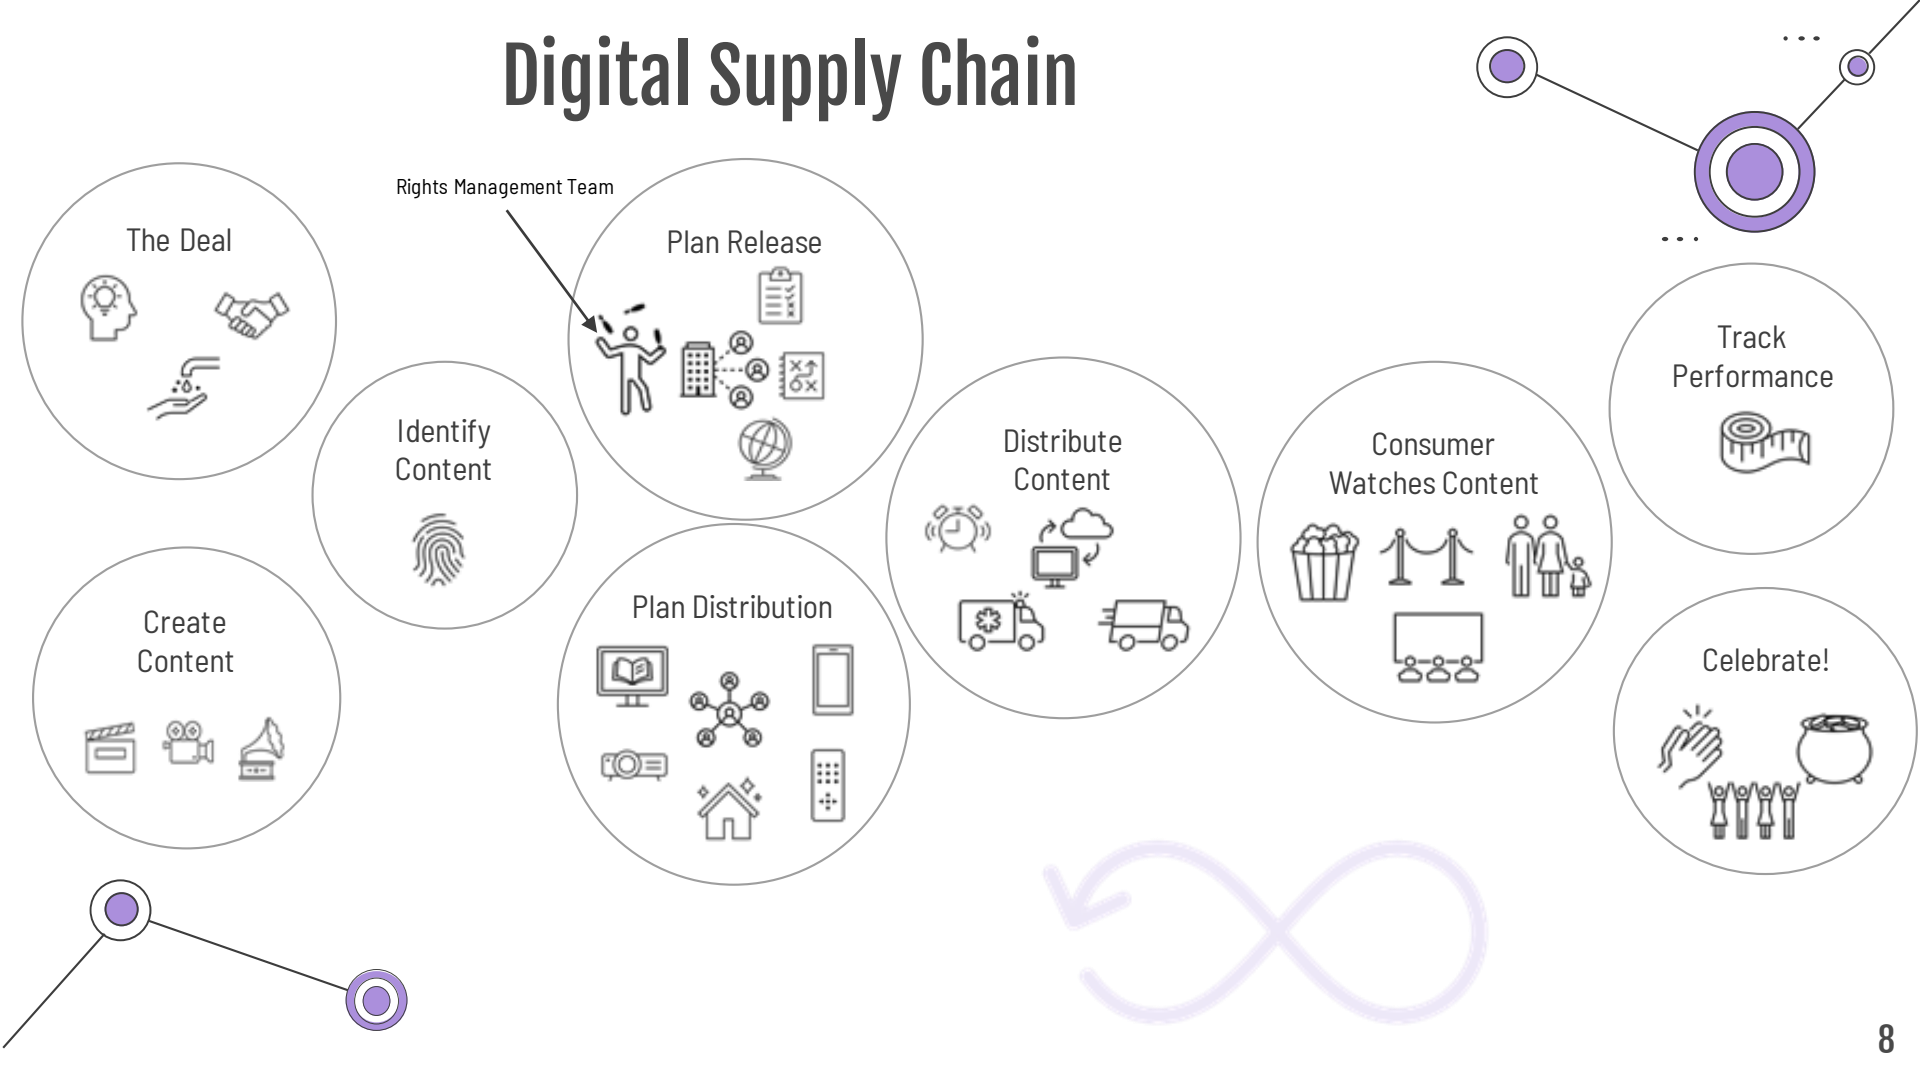 Digital Supply Chain
Rights Management Team
The Deal
Plan Release
Identify
Content
Create
Content
Plan Distribution
Distribute
Content
Consumer
Watches Content
Track
Performance
Celebrate!
8